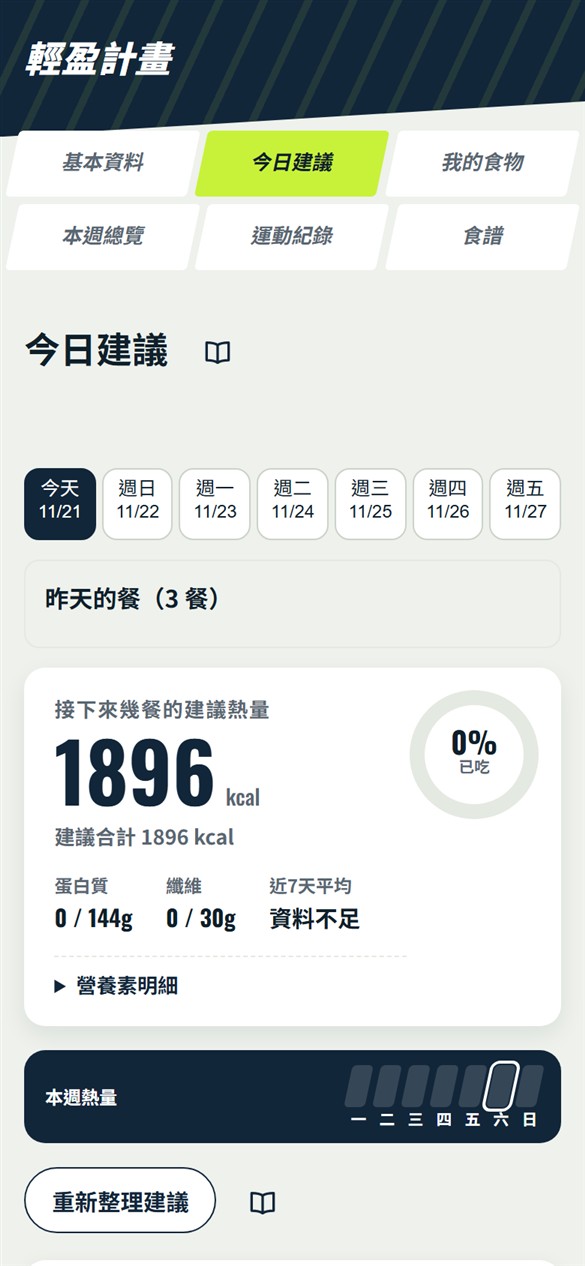 輕盈計畫
基本資料
今日建議
我的食物
本週總覽
運動紀錄
食譜
今日建議
今天
11/21
週日
11/22
週一
11/23
週二
11/24
週三
11/25
週四
11/26
週五
11/27
昨天的餐（3 餐）
接下來幾餐的建議熱量
1896 kcal
建議合計 1896 kcal
0%
已吃
蛋白質
0 / 144g
纖維
0 / 30g
近7天平均
資料不足
▶ 營養素明細
本週熱量
一 二 三 四 五 六 日
重新整理建議